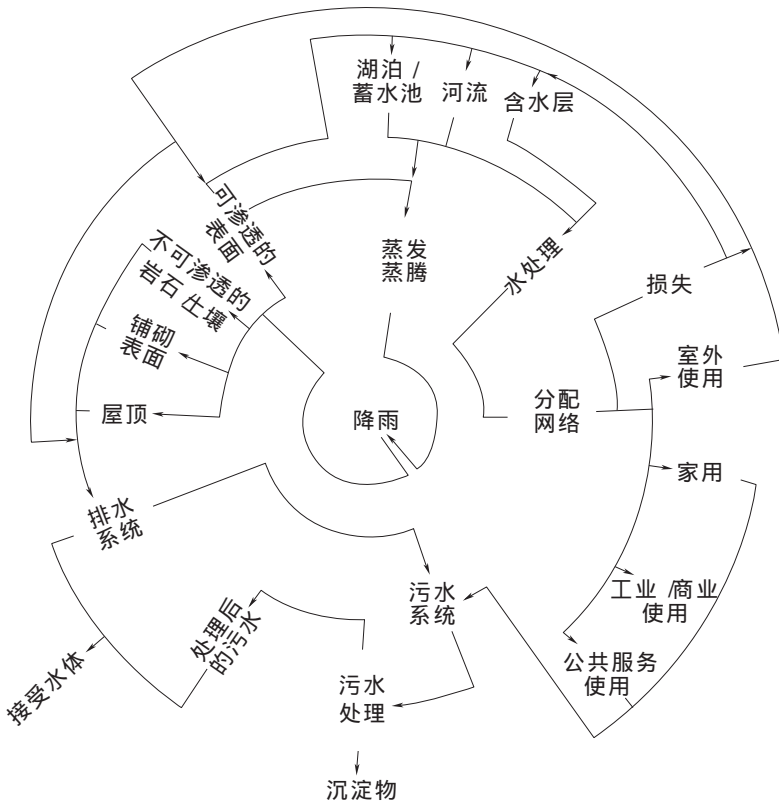 湖泊 /
蓄水池
河流
含水层
可渗透的
表面
蒸发
蒸腾
水处理
不可渗透的
岩石 /土壤
损失
铺砌
表面
室外
使用
屋顶
降雨
分配
网络
家用
排水
系统
污水
系统
工业 /商业
使用
处理后
的污水
公共服务
使用
接受水体
污水
处理
沉淀物